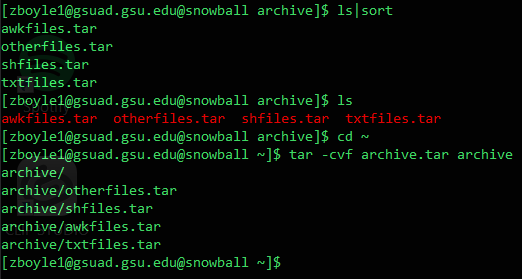 [zboyle1@gsuad.gsu.edu@snowball archive]$ ls|sort
awkfiles.tar
otherfiles.tar
shfiles.tar
txtfiles.tar
[zboyle1@gsuad.gsu.edu@snowball archive]$ ls
awkfiles.tar  otherfiles.tar  shfiles.tar  txtfiles.tar
[zboyle1@gsuad.gsu.edu@snowball archive]$ cd ~
[zboyle1@gsuad.gsu.edu@snowball ~]$ tar -cvf archive.tar archive
archive/
archive/otherfiles.tar
archive/shfiles.tar
archive/awkfiles.tar
archive/txtfiles.tar
[zboyle1@gsuad.gsu.edu@snowball ~]$